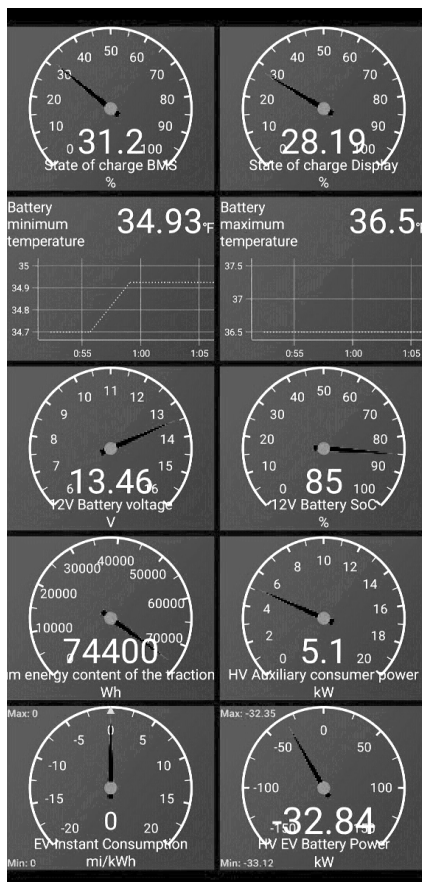 0 10 20 30 40 50 60 70 80 90 100
31.2
State of charge BMS
%
0 10 20 30 40 50 60 70 80 90 100
28.19
State of charge Display
%
Battery
minimum
temperature
34.93 °F
35
34.9
34.8
34.7
0:55 1:00 1:05
Battery
maximum
temperature
36.5
37.5
37
36.5
0:55 1:00 1:05
6 7 8 9 10 11 12 13 14 15 16
13.46
12V Battery voltage
V
0 10 20 30 40 50 60 70 80 90 100
85
12V Battery SoC
%
0 10000 20000 30000 40000 50000 60000 70000
74400
m energy content of the traction
Wh
0 2 4 6 8 10 12 14 16 18 20
5.1
HV Auxiliary consumer power
kW
Max: 0
-20 -15 -10 -5 0 5 10 15 20
0
EV Instant Consumption
mi/kWh
Min: 0
Max: -32.35
-150 -100 -50 0 50 100 150
-32.84
HV EV Battery Power
kW
Min: -33.12